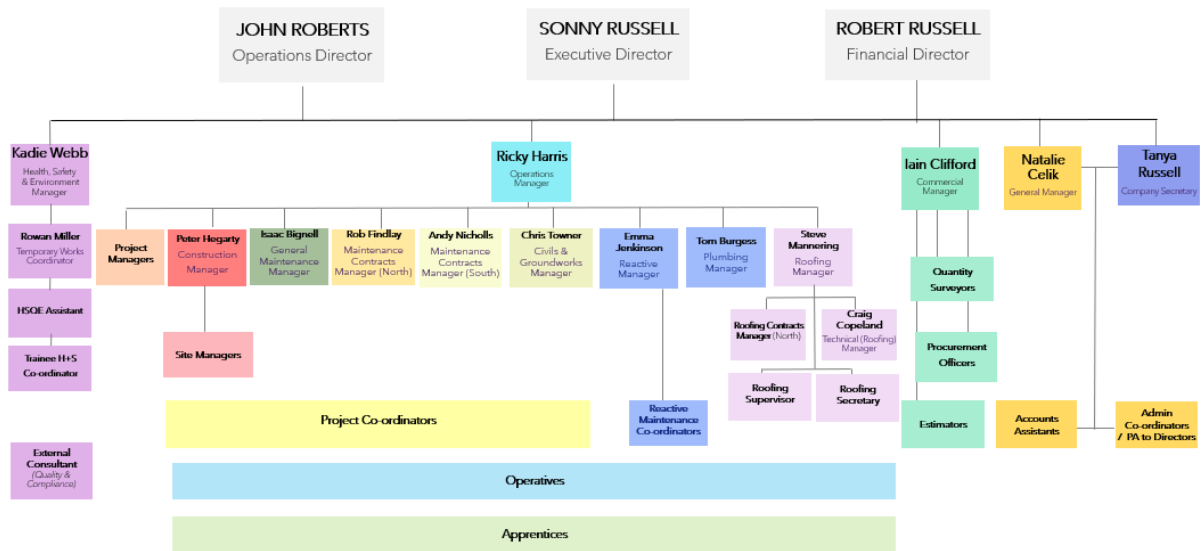 JOHN ROBERTS
Operations Director
SONNY RUSSELL
Executive Director
ROBERT RUSSELL
Financial Director
Kadie Webb
Health, Safety
& Environment
Manager
Ricky Harris
Operations
Manager
Iain Clifford
Commercial
Manager
Natalie
Celik
General Manager
Tanya
Russell
Company Secretary
Rowan Miller
Temporary Works
Coordinator
Project
Managers
Peter Hegarty
Construction
Manager
Isaac Bignell
General
Maintenance
Manager
Rob Findlay
Maintenance
Contracts
Manager (North)
Andy Nicholls
Maintenance
Contracts
Manager (South)
Chris Towner
Civils &
Groundworks
Manager
Emma
Jenkinson
Reactive
Manager
Tom Burgess
Plumbing
Manager
Steve
Mannering
Roofing
Manager
Quantity
Surveyors
HSQE Assistant
Roofing Contracts
Manager (North)
Craig
Copeland
Technical (Roofing)
Manager
Trainee H+S
Co-ordinator
Site Managers
Procurement
Officers
Roofing
Supervisor
Roofing
Secretary
Project Co-ordinators
Reactive
Maintenance
Co-ordinators
Estimators
Accounts
Assistants
Admin
Co-ordinators
/ PA to Directors
External
Consultant
(Quality &
Compliance)
Operatives
Apprentices